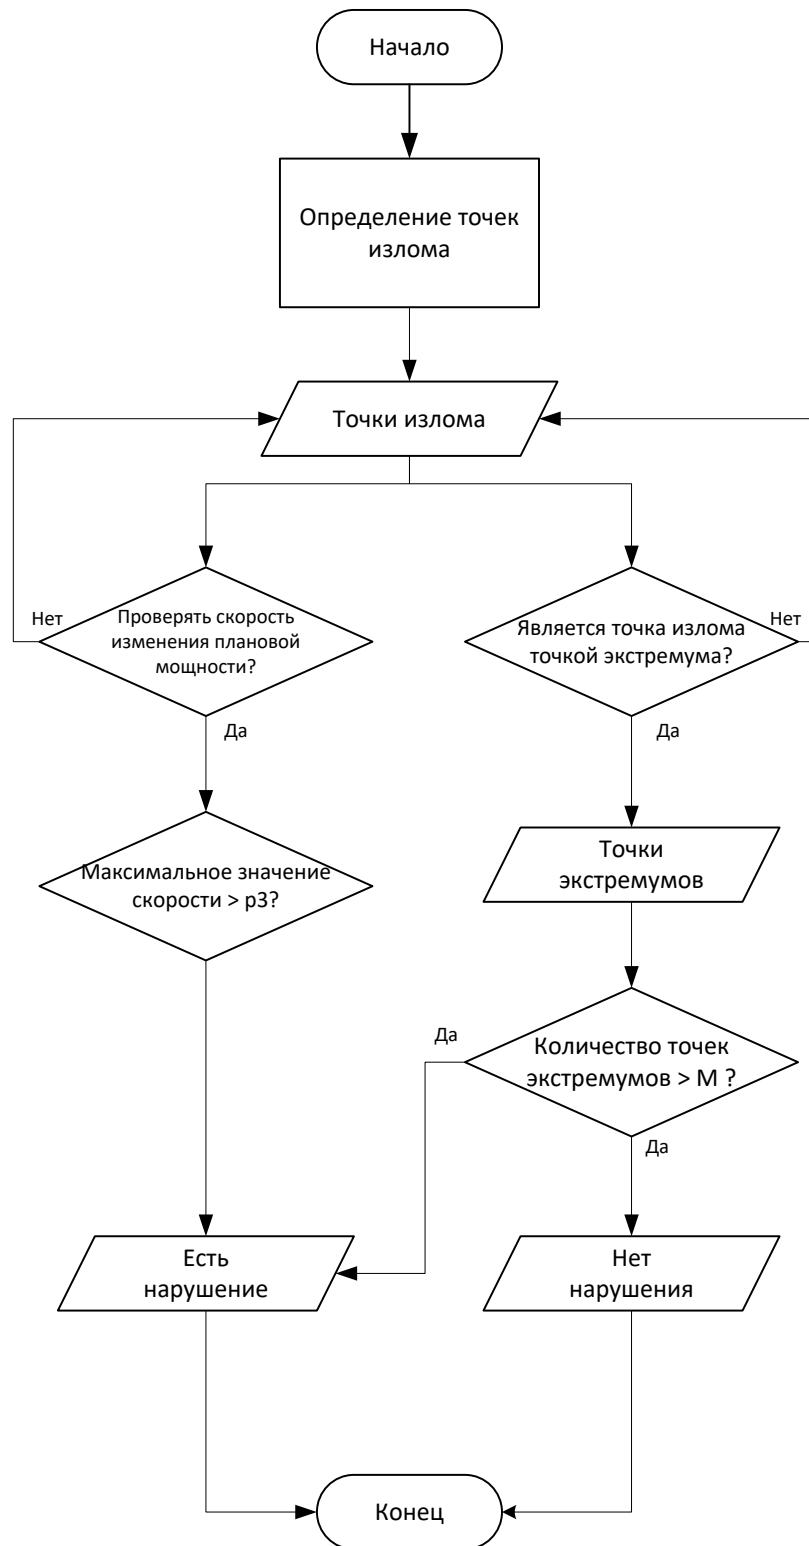 Начало
Определение точек
излома
Точки излома
Нет
Проверять скорость
изменения плановой
мощности?
Да
Является точка излома
точкой экстремума?
Нет
Да
Максимальное значение
скорости > p3?
Точки
экстремумов
Да
Количество точек
экстремумов > M ?
Да
Есть
нарушение
Нет
нарушения
Конец